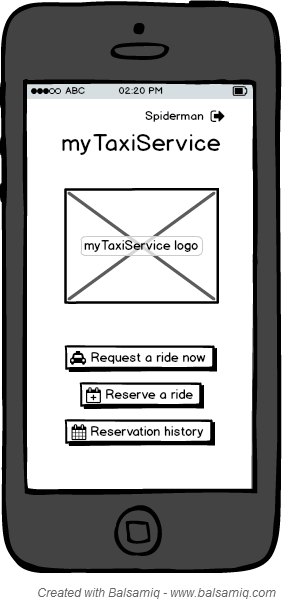 ABC 02:20 PM
Spiderman
myTaxiService
myTaxiService logo
Request a ride now
Reserve a ride
Reservation history
Created with Balsamiq - www.balsamiq.com